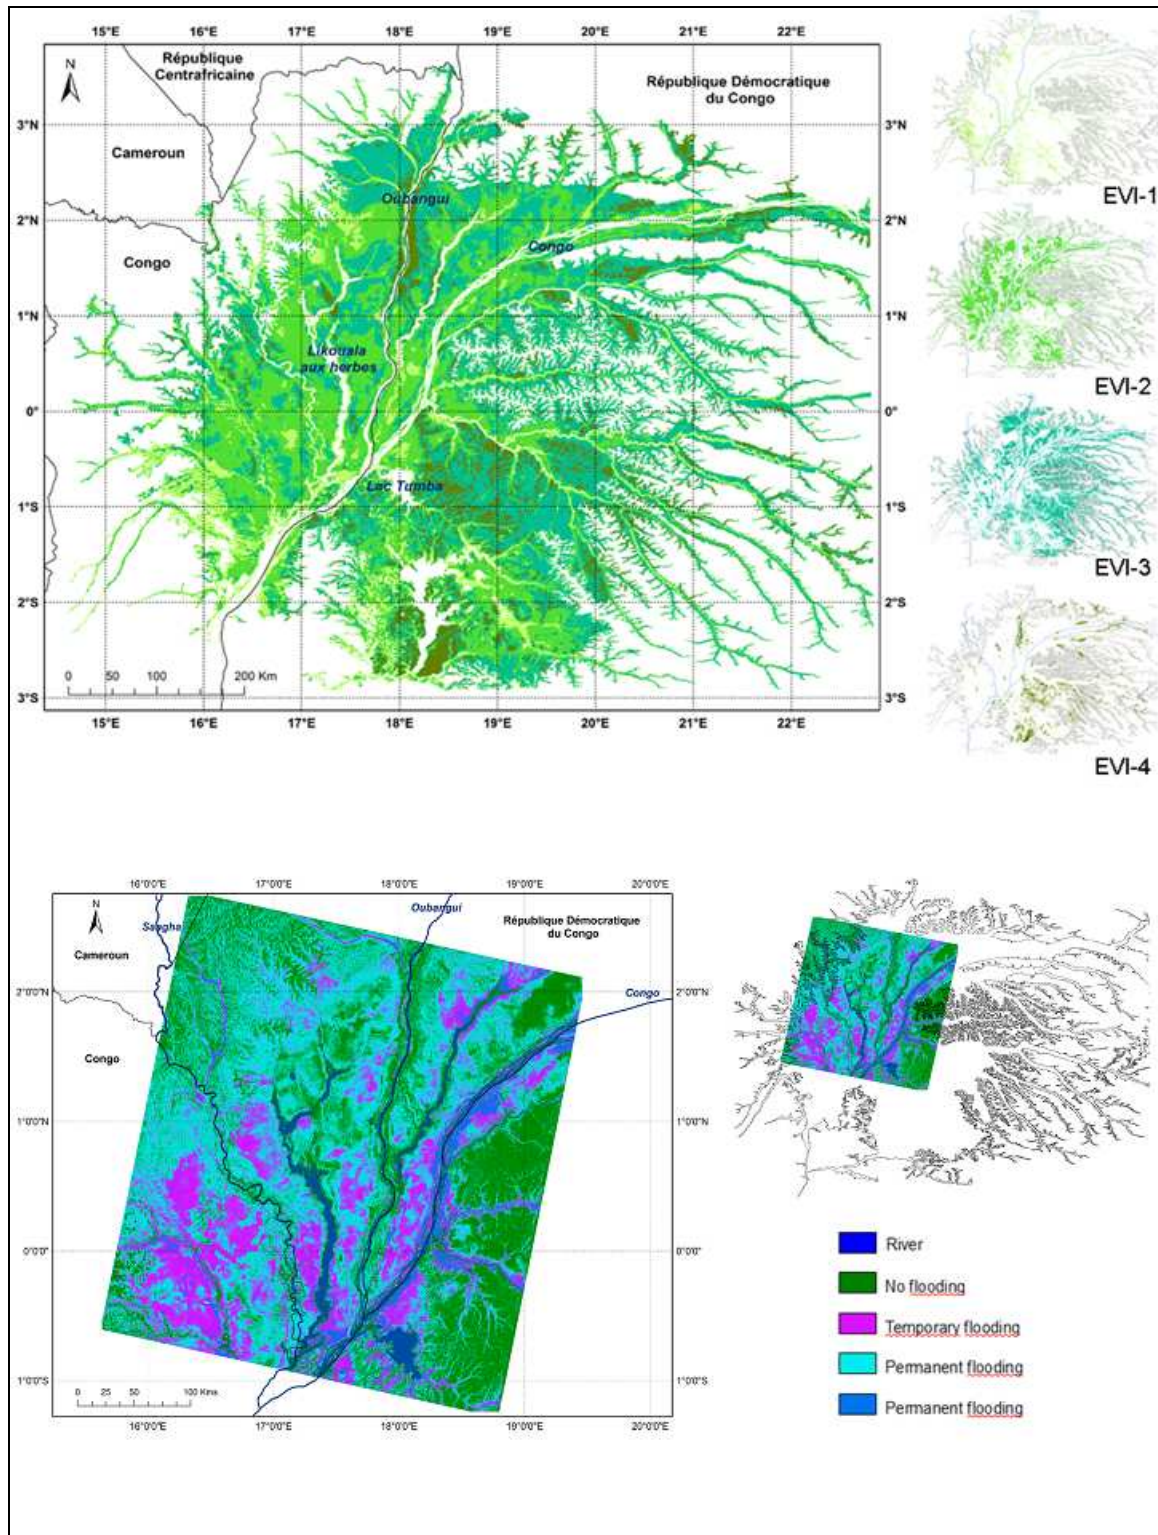 15°E 16°E 17°E 18°E 19°E 20°E 21°E 22°E
N
République
Centrafricaine
République Démocratique
du Congo
3°N
3°N
Cameroun
EVI-1
Oubangui
2°N
2°N
Congo
Congo
1°N
1°N
Likouala
aux herbes
EVI-2
0°
0°
Lac Tumba
1°S
1°S
EVI-3
2°S
2°S
0 50 100 200 Km
3°S
3°S
15°E 16°E 17°E 18°E 19°E 20°E 21°E 22°E
EVI-4
16°0'0"E 17°0'0"E 18°0'0"E 19°0'0"E 20°0'0"E
N
Sangha
Oubangui
République Démocratique
du Congo
Cameroun
2°0'0"N
Congo
2°0'0"N
Congo
1°0'0"N
1°0'0"N
0°0'0"
0°0'0"
1°0'0"S
1°0'0"S
0 25 50 100 Kms
16°0'0"E 17°0'0"E 18°0'0"E 19°0'0"E 20°0'0"E
River
No flooding
Temporary flooding
Permanent flooding
Permanent flooding